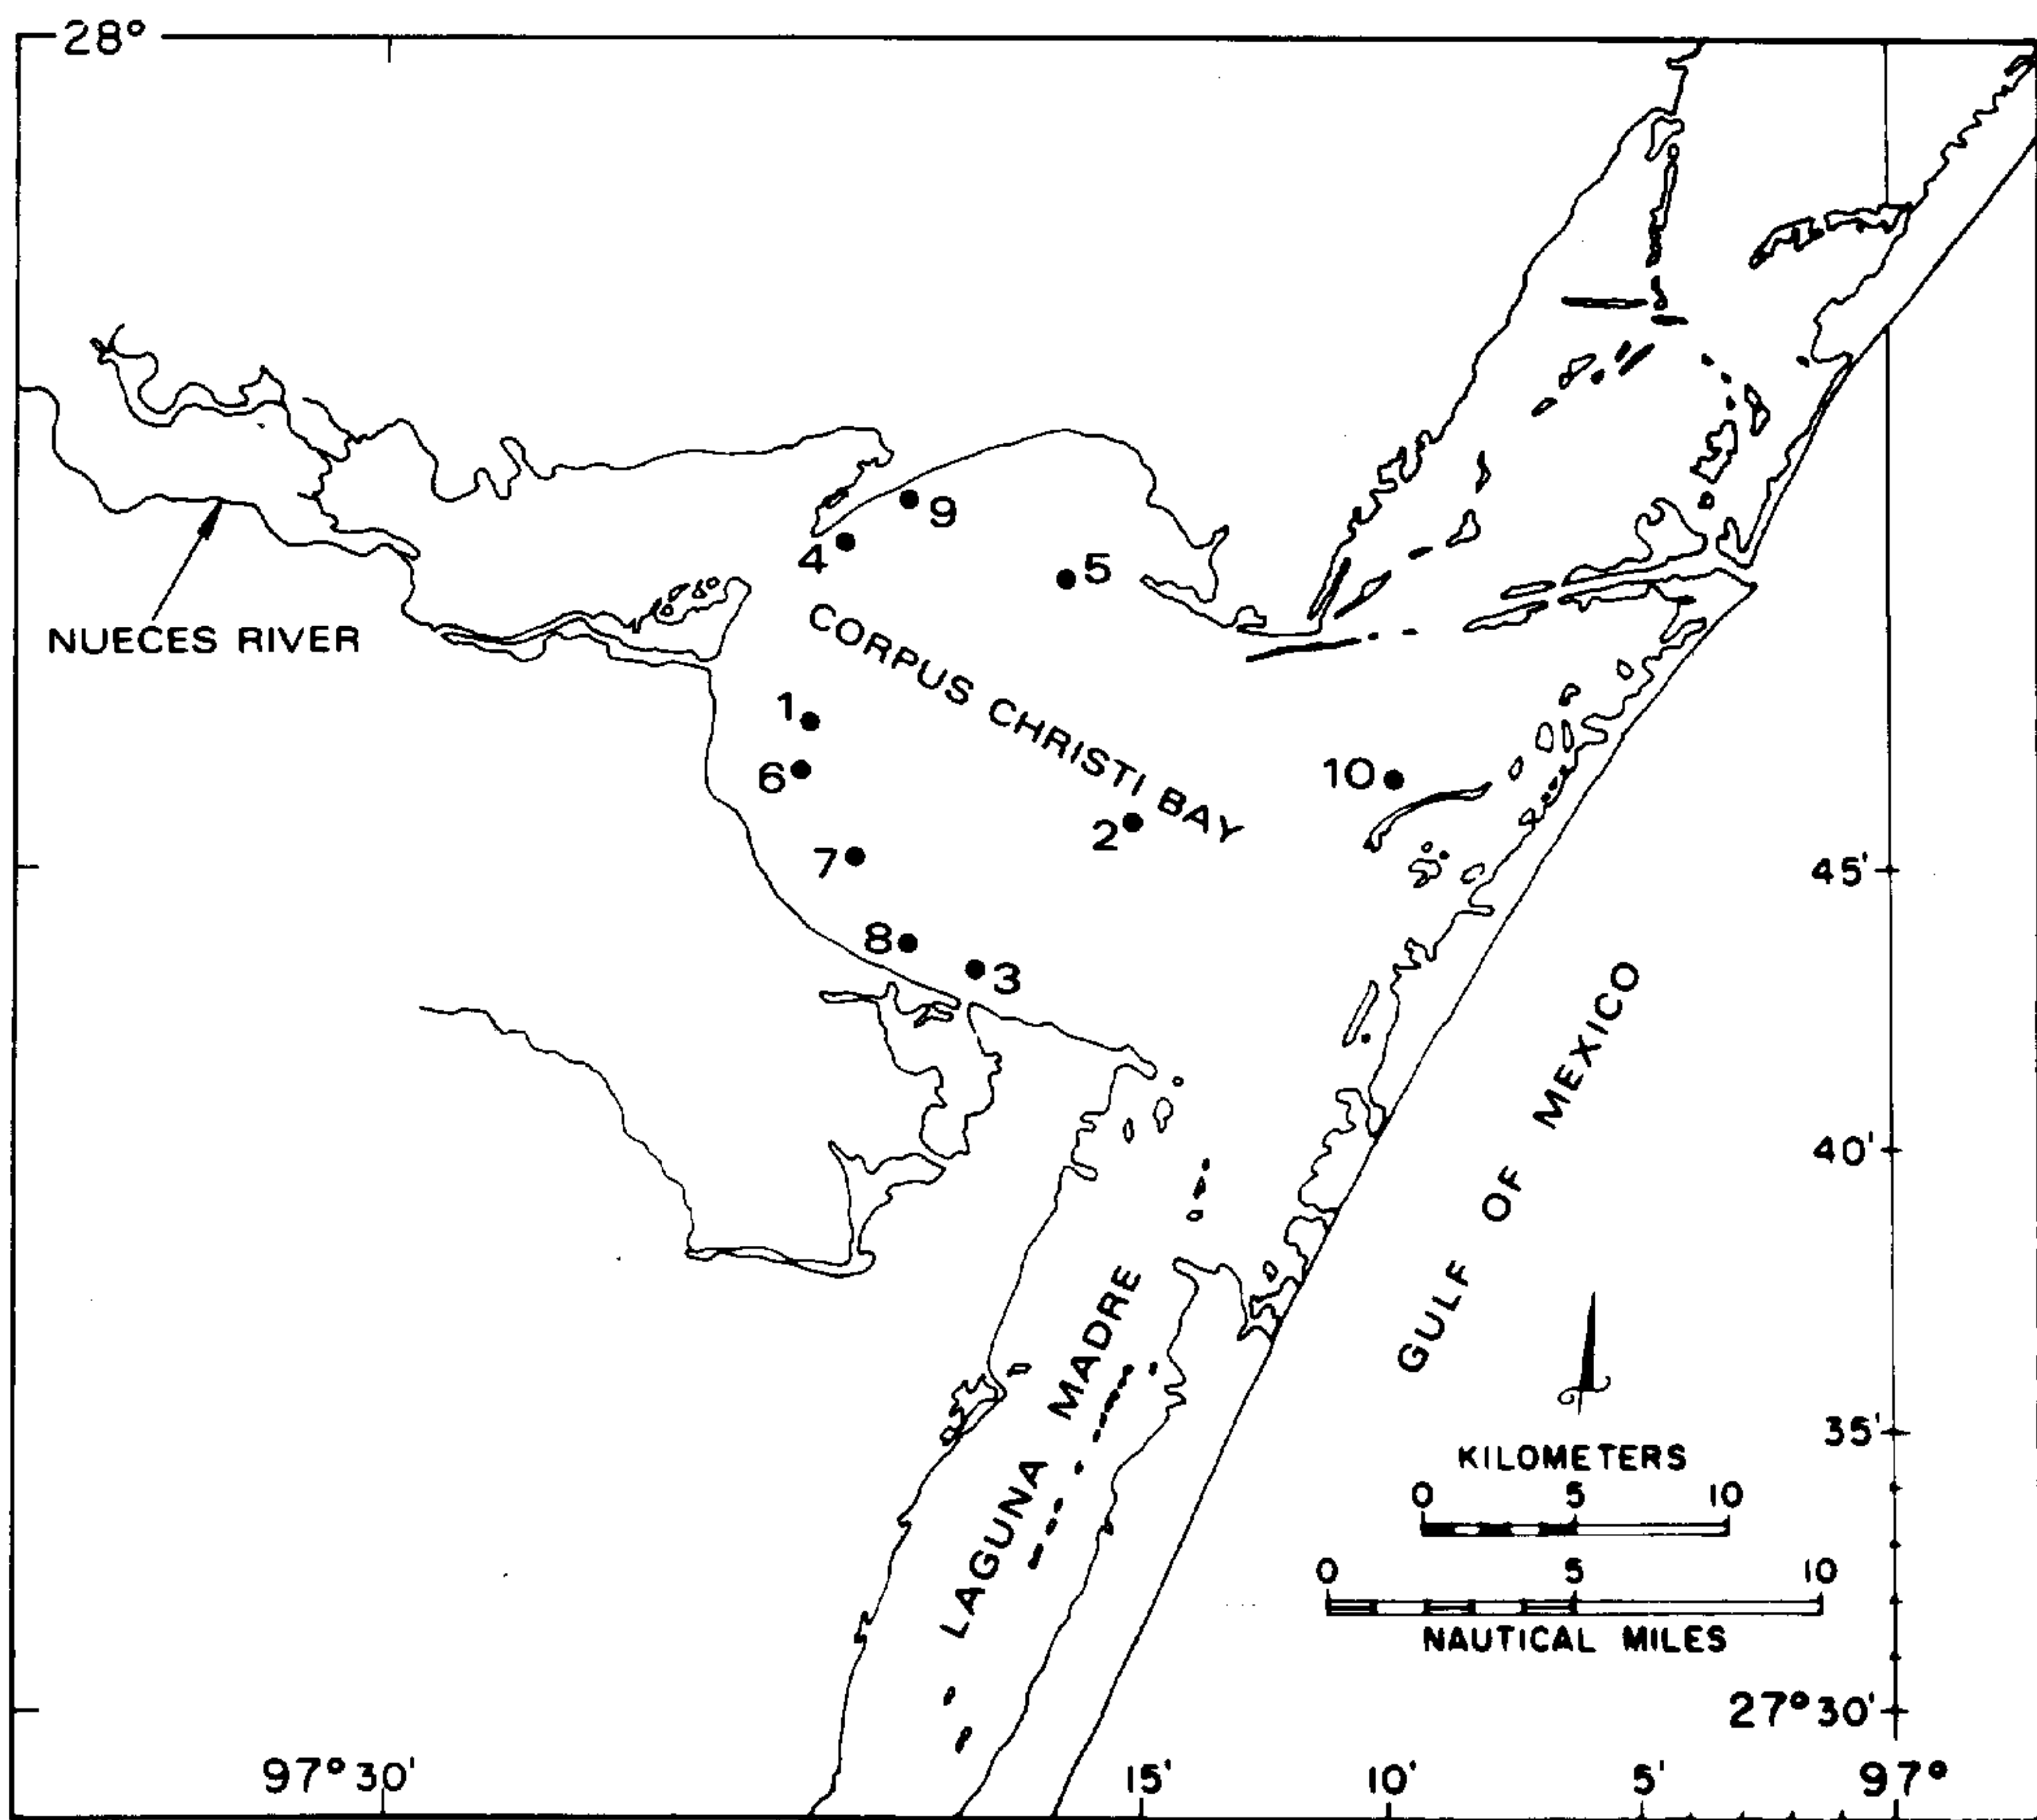 28°
9
4
5
NUECES RIVER
CORPUS CHRISTI BAY
1
6
10
2
7
45'
8
3
GULF OF MEXICO
40'
LAGUNA MADRE
35'
KILOMETERS
0 5 10
0 5 10
NAUTICAL MILES
27°30'
97°30' 15' 10' 5' 97°